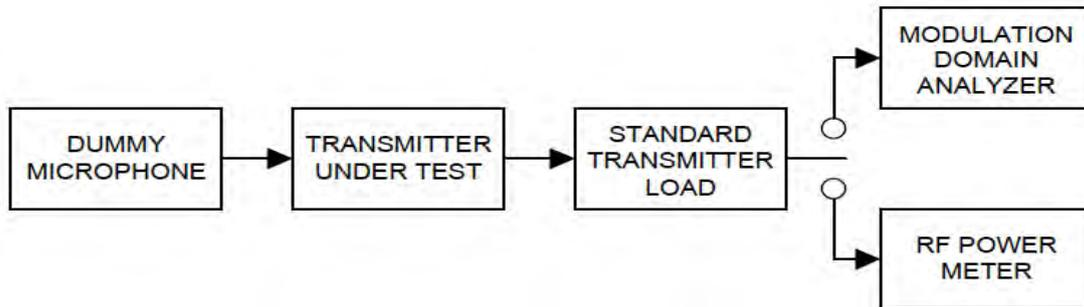 DUMMY
MICROPHONE
TRANSMITTER
UNDER TEST
STANDARD
TRANSMITTER
LOAD
MODULATION
DOMAIN
ANALYZER
RF POWER
METER